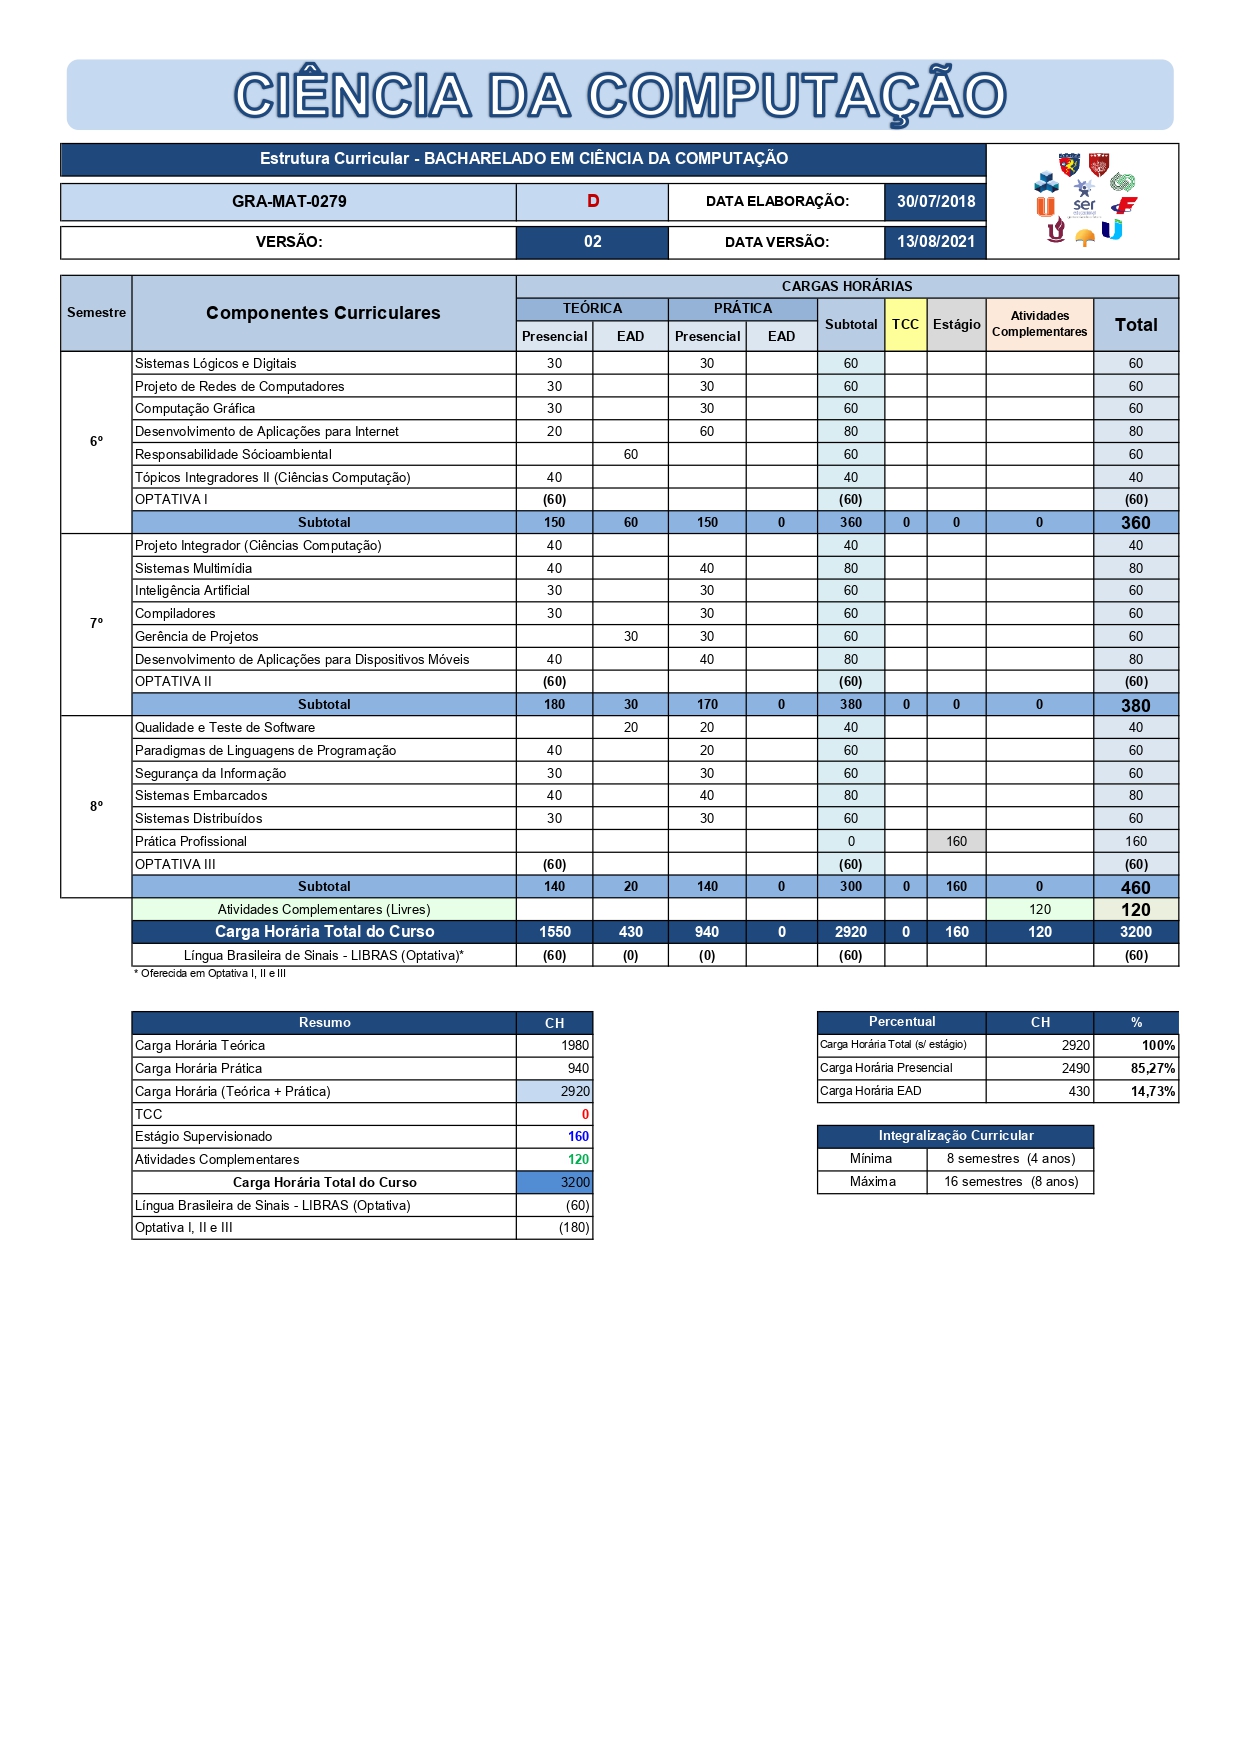 CIÊNCIA DA COMPUTAÇÃO
Estrutura Curricular - BACHARELADO EM CIÊNCIA DA COMPUTAÇÃO
GRA-MAT-0279 D DATA ELABORAÇÃO: 30/07/2018
ser
VERSÃO: 02 DATA VERSÃO: 13/08/2021
Semestre Componentes Curriculares CARGAS HORÁRIAS
TEÓRICA PRÁTICA Subtotal TCC Estágio Atividades Complementares Total
Presencial EAD Presencial EAD
6º
Sistemas Lógicos e Digitais 30 30 60 60
Projeto de Redes de Computadores 30 30 60 60
Computação Gráfica 30 30 60 60
Desenvolvimento de Aplicações para Internet 20 60 80 80
Responsabilidade Sócioambiental 60 60 60
Tópicos Integradores II (Ciências Computação) 40 40 40
OPTATIVA I (60) (60) (60)
Subtotal 150 60 150 0 360 0 0 0 360
7º
Projeto Integrador (Ciências Computação) 40 40 40
Sistemas Multimídia 40 40 80 80
Inteligência Artificial 30 30 60 60
Compiladores 30 30 60 60
Gerência de Projetos 30 30 60 60
Desenvolvimento de Aplicações para Dispositivos Móveis 40 40 80 80
OPTATIVA II (60) (60) (60)
Subtotal 180 30 170 0 380 0 0 0 380
8º
Qualidade e Teste de Software 20 20 40 40
Paradigmas de Linguagens de Programação 40 20 60 60
Segurança da Informação 30 30 60 60
Sistemas Embarcados 40 40 80 80
Sistemas Distribuídos 30 30 60 60
Prática Profissional 0 160 160
OPTATIVA III (60) (60) (60)
Subtotal 140 20 140 0 300 0 160 0 460
Atividades Complementares (Livres) 120 120
Carga Horária Total do Curso 1550 430 940 0 2920 0 160 120 3200
Língua Brasileira de Sinais - LIBRAS (Optativa)* (60) (0) (0) (60) (60)
* Oferecida em Optativa I, II e III
Resumo CH
Carga Horária Teórica 1980
Carga Horária Prática 940
Carga Horária (Teórica + Prática) 2920
TCC 0
Estágio Supervisionado 160
Atividades Complementares 120
Carga Horária Total do Curso 3200
Língua Brasileira de Sinais - LIBRAS (Optativa) (60)
Optativa I, II e III (180)
Percentual CH %
Carga Horária Total (s/ estágio) 2920 100%
Carga Horária Presencial 2490 85,27%
Carga Horária EAD 430 14,73%
Integralização Curricular
Mínima 8 semestres (4 anos)
Máxima 16 semestres (8 anos)